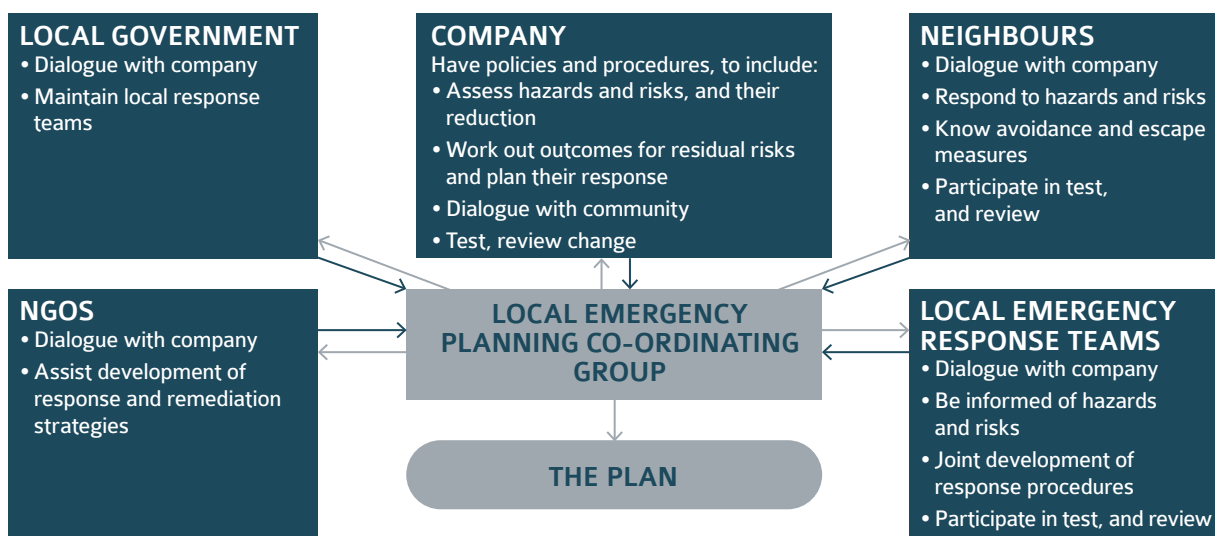 LOCAL GOVERNMENT
• Dialogue with company
• Maintain local response
teams
COMPANY
Have policies and procedures, to include:
• Assess hazards and risks, and their
reduction
• Work out outcomes for residual risks
and plan their response
• Dialogue with community
• Test, review change
NEIGHBOURS
• Dialogue with company
• Respond to hazards and risks
• Know avoidance and escape
measures
• Participate in test,
and review
NGOS
• Dialogue with company
• Assist development of
response and remediation
strategies
LOCAL EMERGENCY
PLANNING CO-ORDINATING
GROUP
LOCAL EMERGENCY
RESPONSE TEAMS
• Dialogue with company
• Be informed of hazards
and risks
• Joint development of
response procedures
• Participate in test, and review
THE PLAN